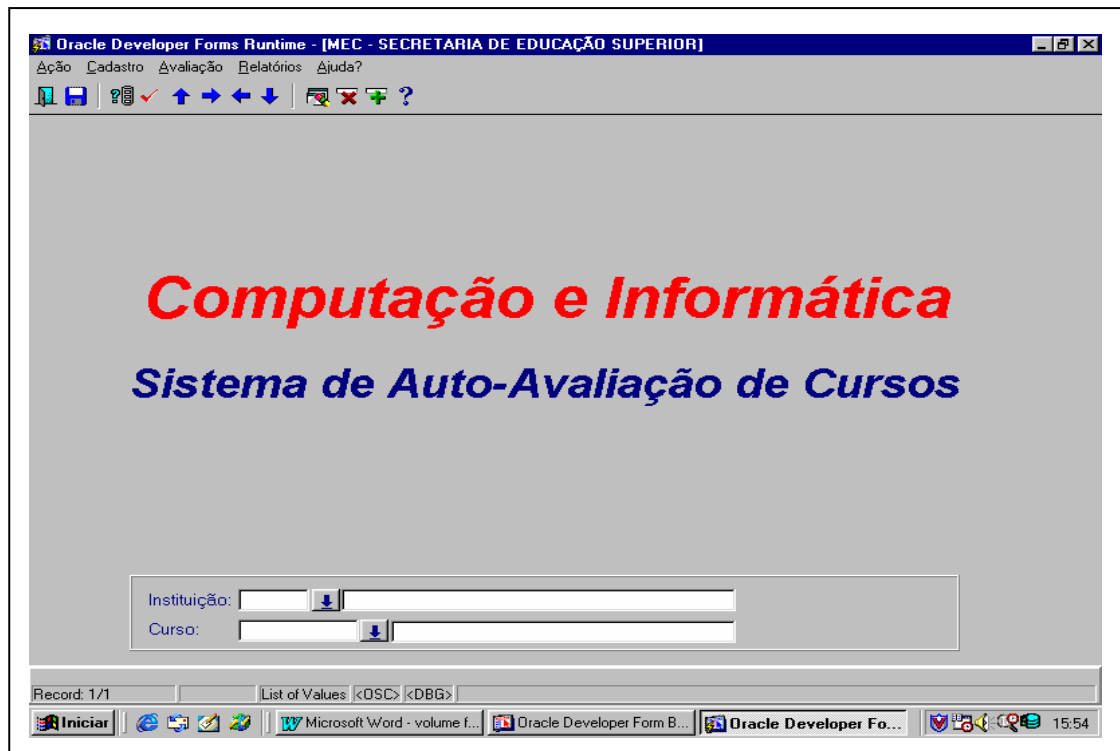 Oracle Developer Forms Runtime - [MEC - SECRETARIA DE EDUCAÇÃO SUPERIOR]
Ação Cadastro Avaliação Relatórios Ajuda?
Computação e Informática
Sistema de Auto-Avaliação de Cursos
Instituição:
Curso:
Record: 1/1 List of Values <OSC> <DBG>
Iniciar Microsoft Word - volume f... Oracle Developer Form B... Oracle Developer Fo... 15:54